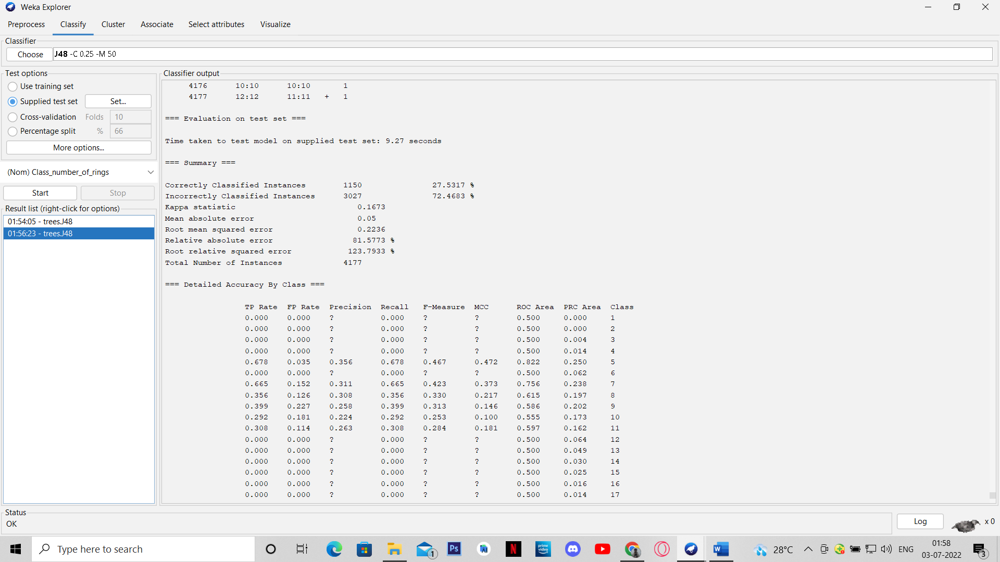 Weka Explorer
Preprocess Classify Cluster Associate Select attributes Visualize
Classifier
Choose J48 -C 0.25 -M 50
Test options
Use training set
Supplied test set Set...
Cross-validation Folds 10
Percentage split % 66
More options...
(Nom) Class_number_of_rings
Start Stop
Result list (right-click for options)
01:54:05 - trees.J48
01:56:23 - trees.J48
Classifier output
4176 10:10 10:10 1
4177 12:12 11:11 + 1
=== Evaluation on test set ===
Time taken to test model on supplied test set: 9.27 seconds
=== Summary ===
Correctly Classified Instances 1150 27.5317 %
Incorrectly Classified Instances 3027 72.4683 %
Kappa statistic 0.1673
Mean absolute error 0.05
Root mean squared error 0.2236
Relative absolute error 81.5773 %
Root relative squared error 123.7933 %
Total Number of Instances 4177
=== Detailed Accuracy By Class ===
TP Rate FP Rate Precision Recall F-Measure MCC ROC Area PRC Area Class
0.000 0.000 ? 0.000 ? ? 0.500 0.000 1
0.000 0.000 ? 0.000 ? ? 0.500 0.000 2
0.000 0.000 ? 0.000 ? ? 0.500 0.004 3
0.000 0.000 ? 0.000 ? ? 0.500 0.014 4
0.678 0.035 0.356 0.678 0.467 0.472 0.822 0.250 5
0.000 0.000 ? 0.000 ? ? 0.500 0.062 6
0.665 0.152 0.311 0.665 0.423 0.373 0.756 0.238 7
0.356 0.126 0.308 0.356 0.330 0.217 0.615 0.197 8
0.399 0.227 0.258 0.399 0.313 0.146 0.586 0.202 9
0.292 0.181 0.224 0.292 0.253 0.100 0.555 0.173 10
0.308 0.114 0.263 0.308 0.284 0.181 0.597 0.162 11
0.000 0.000 ? 0.000 ? ? 0.500 0.064 12
0.000 0.000 ? 0.000 ? ? 0.500 0.049 13
0.000 0.000 ? 0.000 ? ? 0.500 0.030 14
0.000 0.000 ? 0.000 ? ? 0.500 0.025 15
0.000 0.000 ? 0.000 ? ? 0.500 0.016 16
0.000 0.000 ? 0.000 ? ? 0.500 0.014 17
Status
OK
Log x 0
Type here to search
1
Ps
N
prime video
W
28°C
ENG
01:58
03-07-2022
3